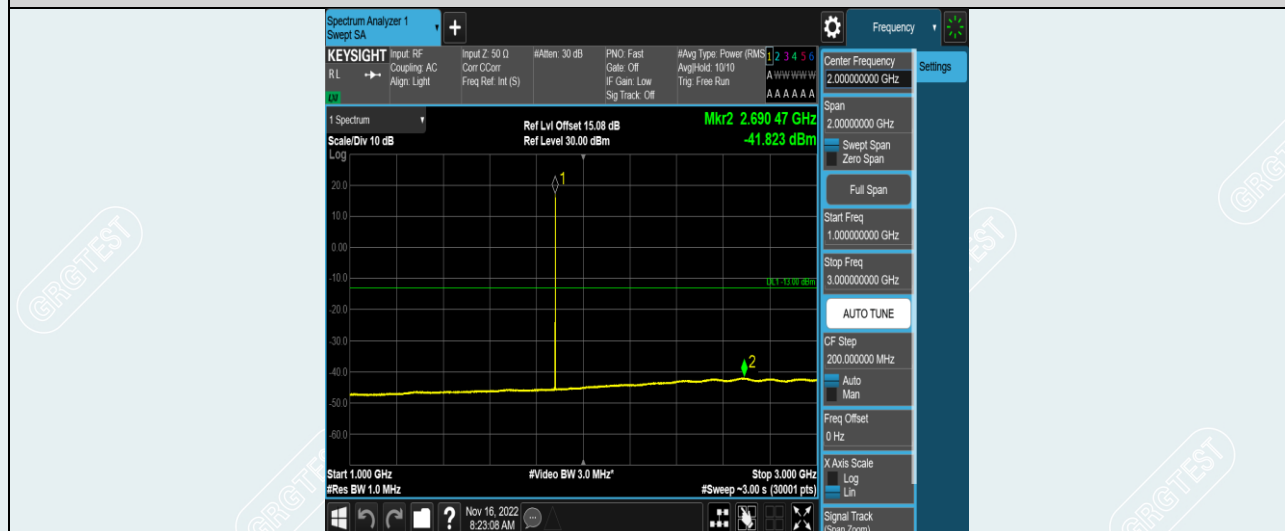 Spectrum Analyzer 1
Swept SA
+
Frequency
KEYSIGHT
Input: RF
Input Z: 50 Ω
#Atten: 30 dB
PNO: Fast
#Avg Type: Power (RMS
1 2 3 4 5 6
RL
Coupling: AC
Corr CCorr
Gate: Off
Avg|Hold: 10/10
A W W W W W
Align: Light
Freq Ref: Int (S)
IF Gain: Low
Trig: Free Run
Sig Track: Off
A A A A A A
1 Spectrum
Ref Lvl Offset 15.08 dB
Mkr2 2.690 47 GHz
Scale/Div 10 dB
Ref Level 30.00 dBm
-41.823 dBm
Log
1
20.0
10.0
0.00
-10.0
DL1 -13.00 dBm
-20.0
-30.0
2
-40.0
-50.0
-60.0
Start 1.000 GHz
#Video BW 3.0 MHz*
Stop 3.000 GHz
#Res BW 1.0 MHz
#Sweep ~3.00 s (30001 pts)
?
Nov 16, 2022
8:23:08 AM
Center Frequency
2.000000000 GHz
Settings
Span
2.00000000 GHz
Swept Span
Zero Span
Full Span
Start Freq
1.000000000 GHz
Stop Freq
3.000000000 GHz
AUTO TUNE
CF Step
200.000000 MHz
Auto
Man
Freq Offset
0 Hz
X Axis Scale
Log
Lin
Signal Track
(Span Zoom)
GRGTEST
GRGTEST